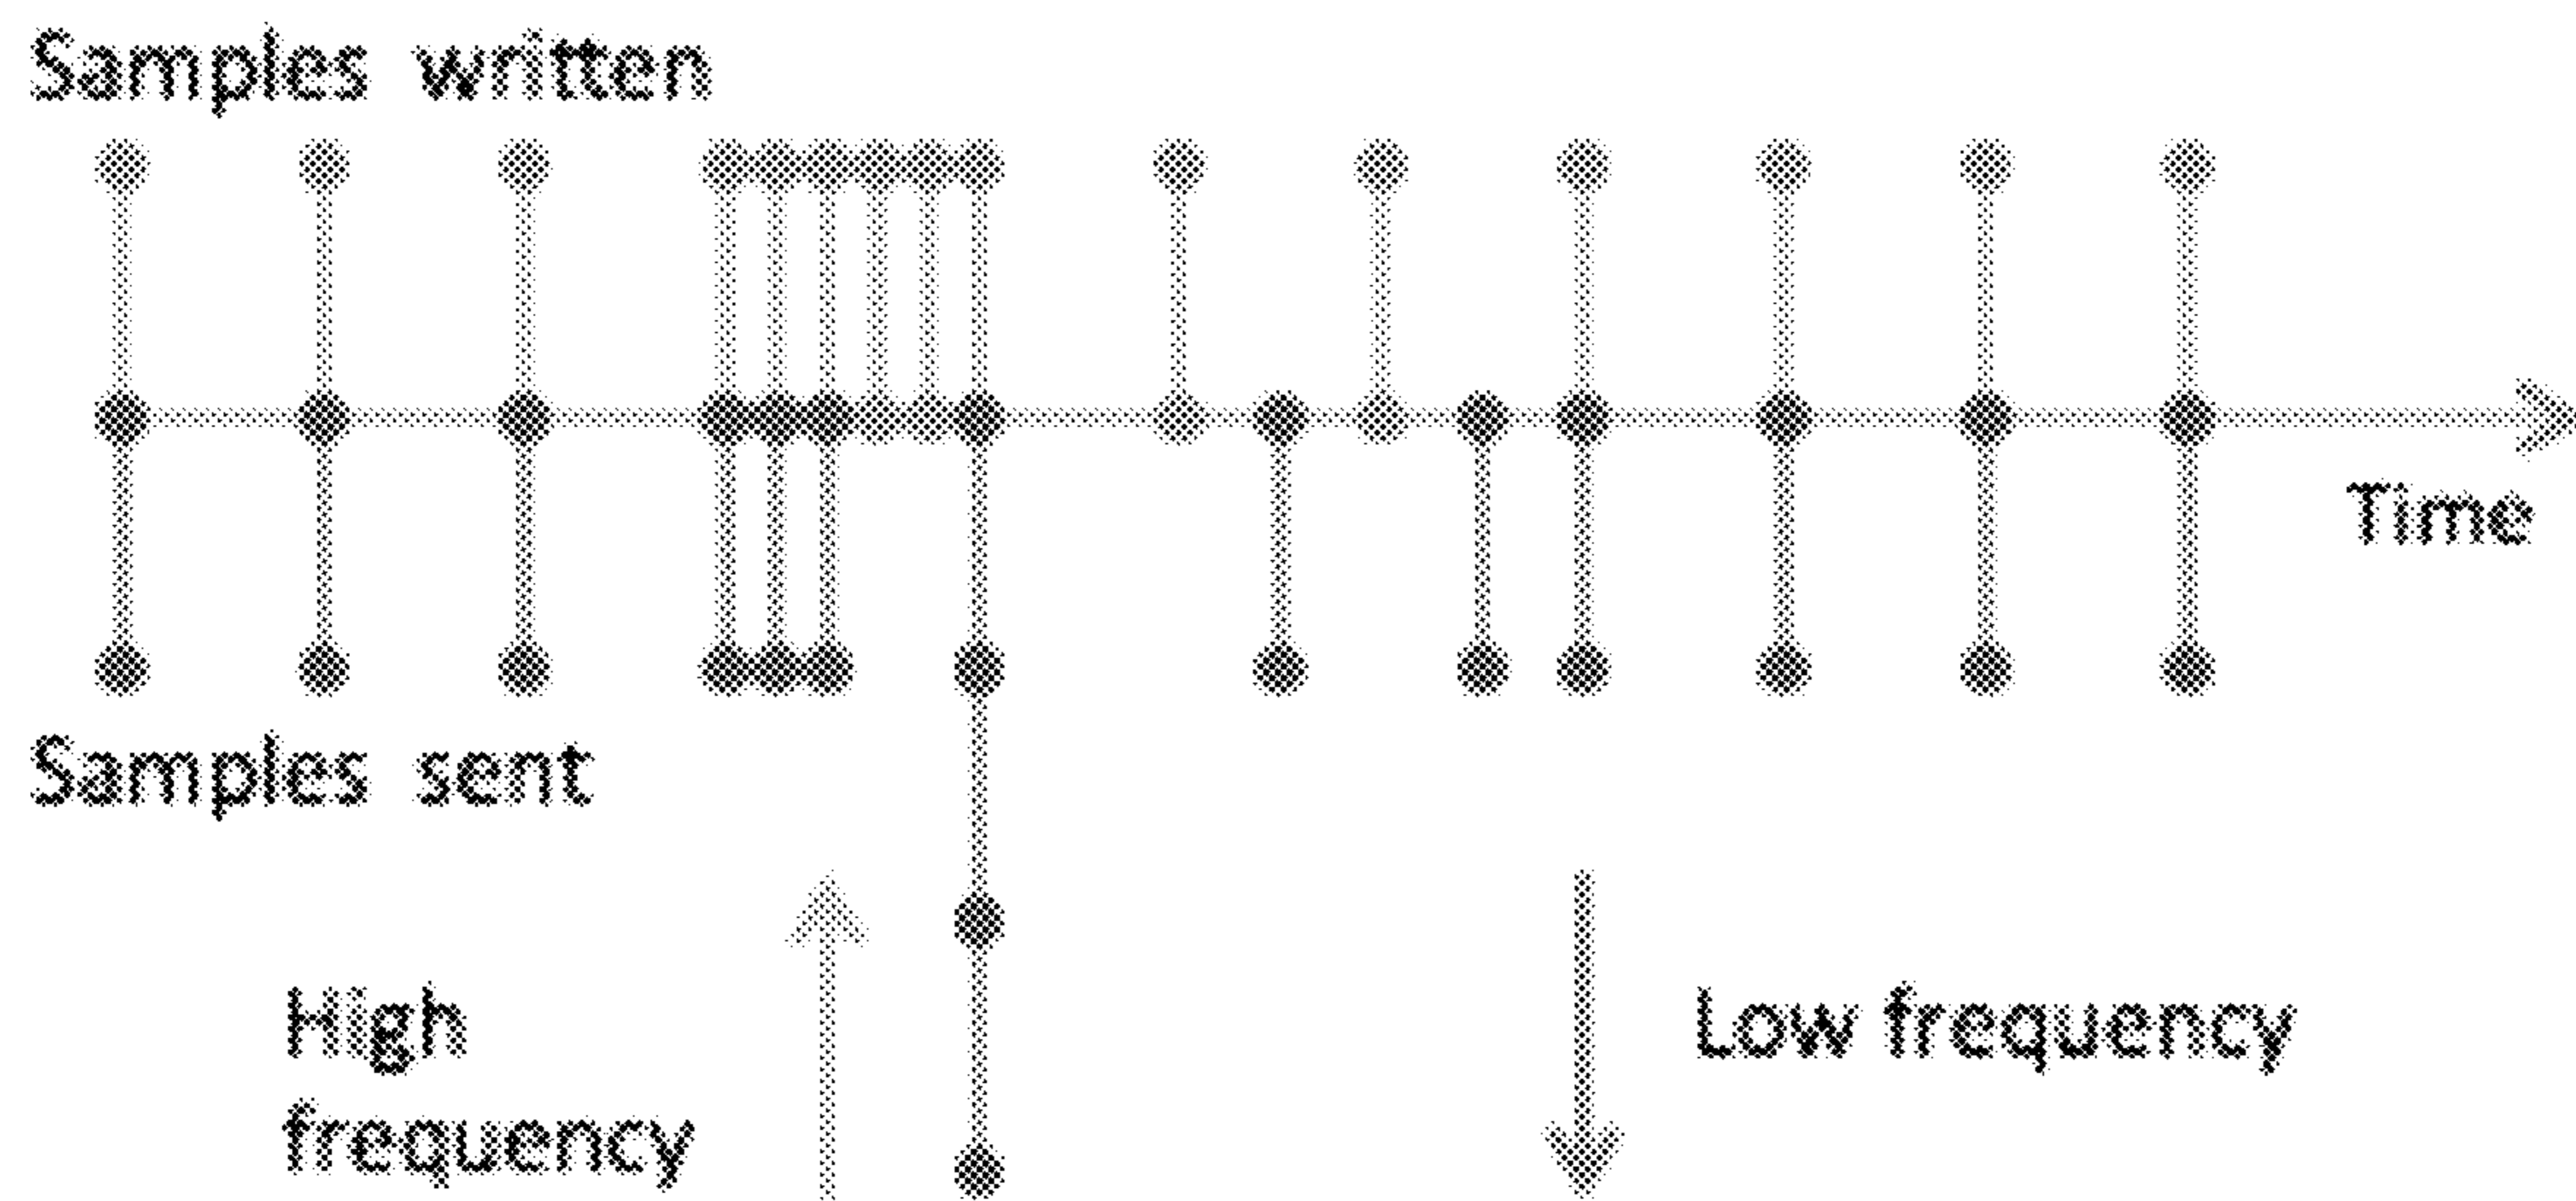 Samples written
Time
Samples sent
High
frequency
Low frequency